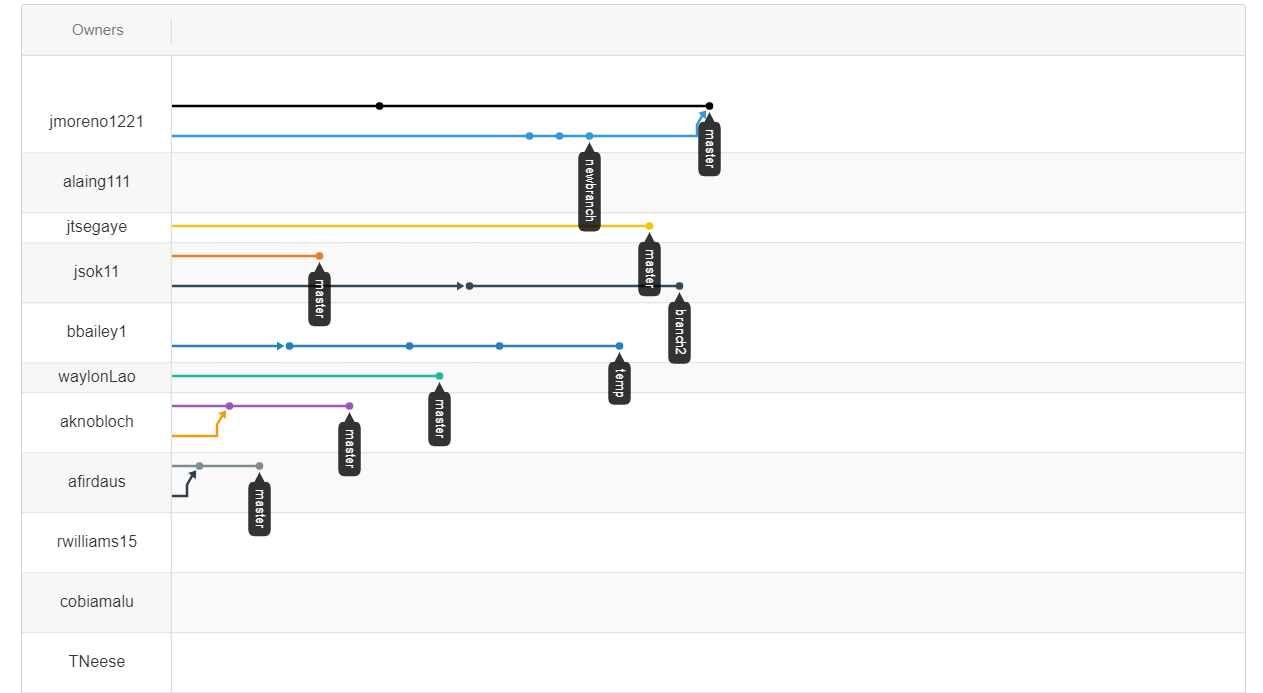 Owners
jmoreno1221
master
newbranch
alaing111
jtsegaye
master
jsok11
master
branch2
bbailey1
temp
waylonLao
master
aknobloch
master
afirdaus
master
rwilliams15
cobiamalu
TNeese